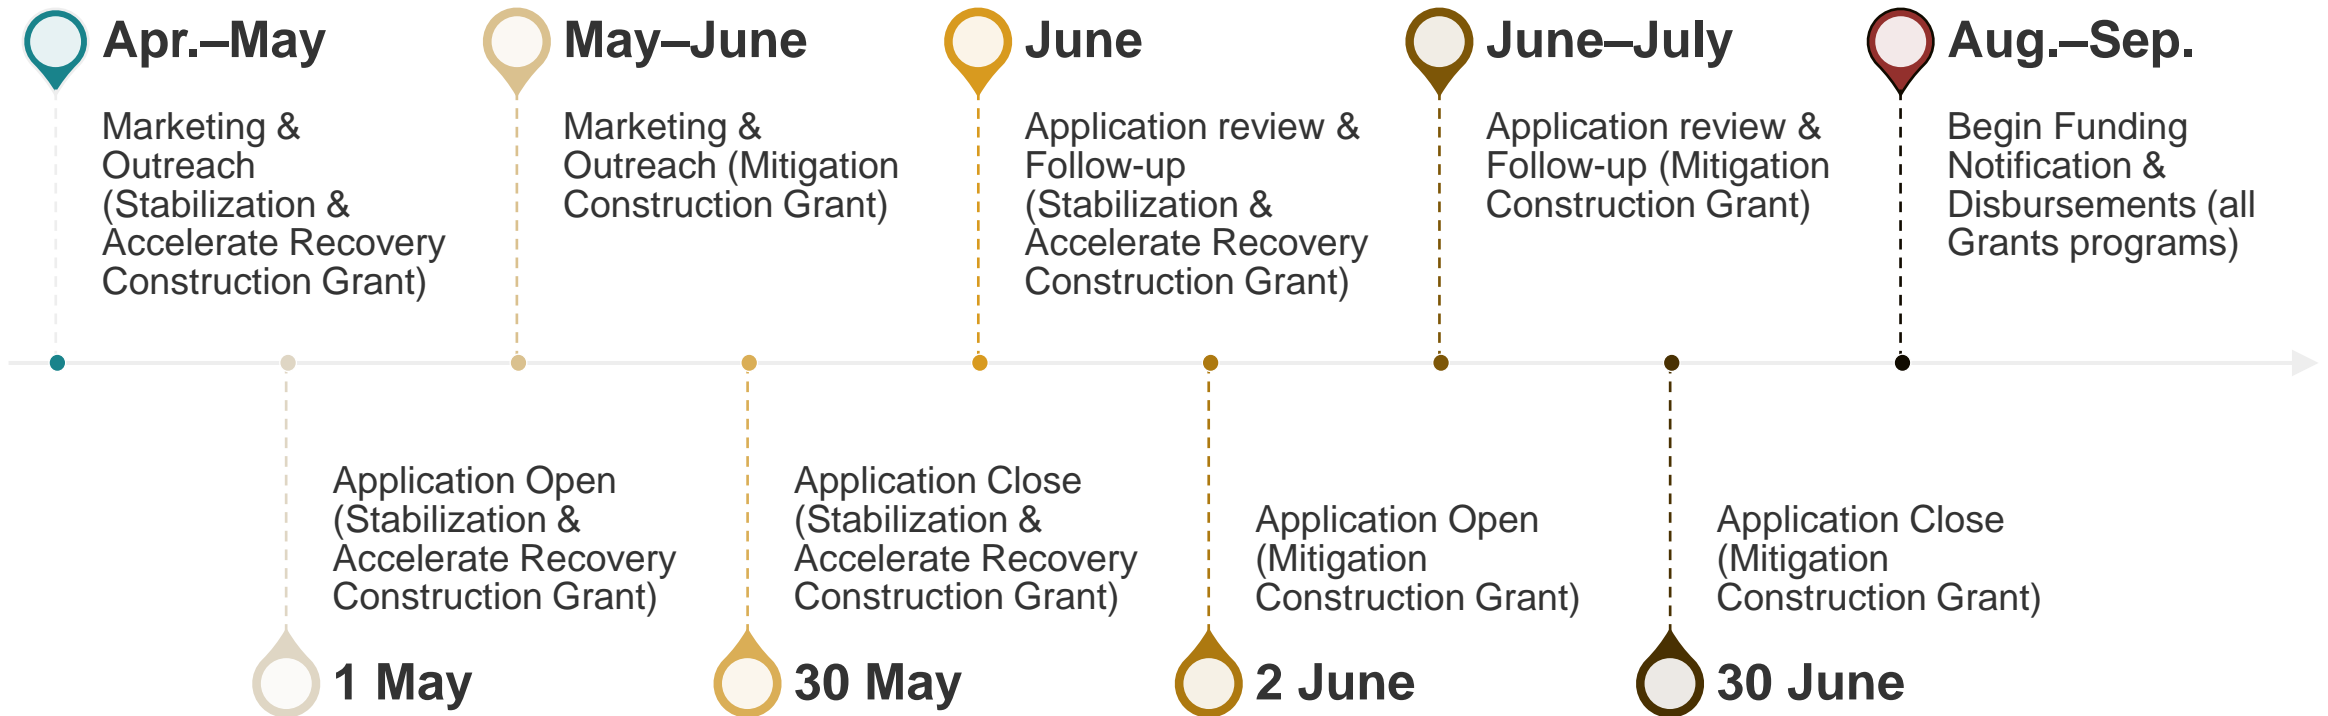 Apr.–May
Marketing &
Outreach
(Stabilization &
Accelerate Recovery
Construction Grant)
May–June
Marketing &
Outreach (Mitigation
Construction Grant)
June
Application review &
Follow-up
(Stabilization &
Accelerate Recovery
Construction Grant)
June–July
Application review &
Follow-up (Mitigation
Construction Grant)
Aug.–Sep.
Begin Funding
Notification &
Disbursements (all
Grants programs)
Application Open
(Stabilization &
Accelerate Recovery
Construction Grant)
1 May
Application Close
(Stabilization &
Accelerate Recovery
Construction Grant)
30 May
Application Open
(Mitigation
Construction Grant)
2 June
Application Close
(Mitigation
Construction Grant)
30 June